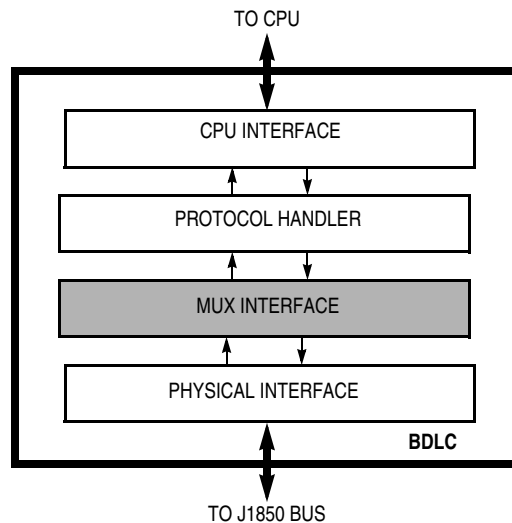 TO CPU
CPU INTERFACE
PROTOCOL HANDLER
MUX INTERFACE
PHYSICAL INTERFACE
BDLC
TO J1850 BUS